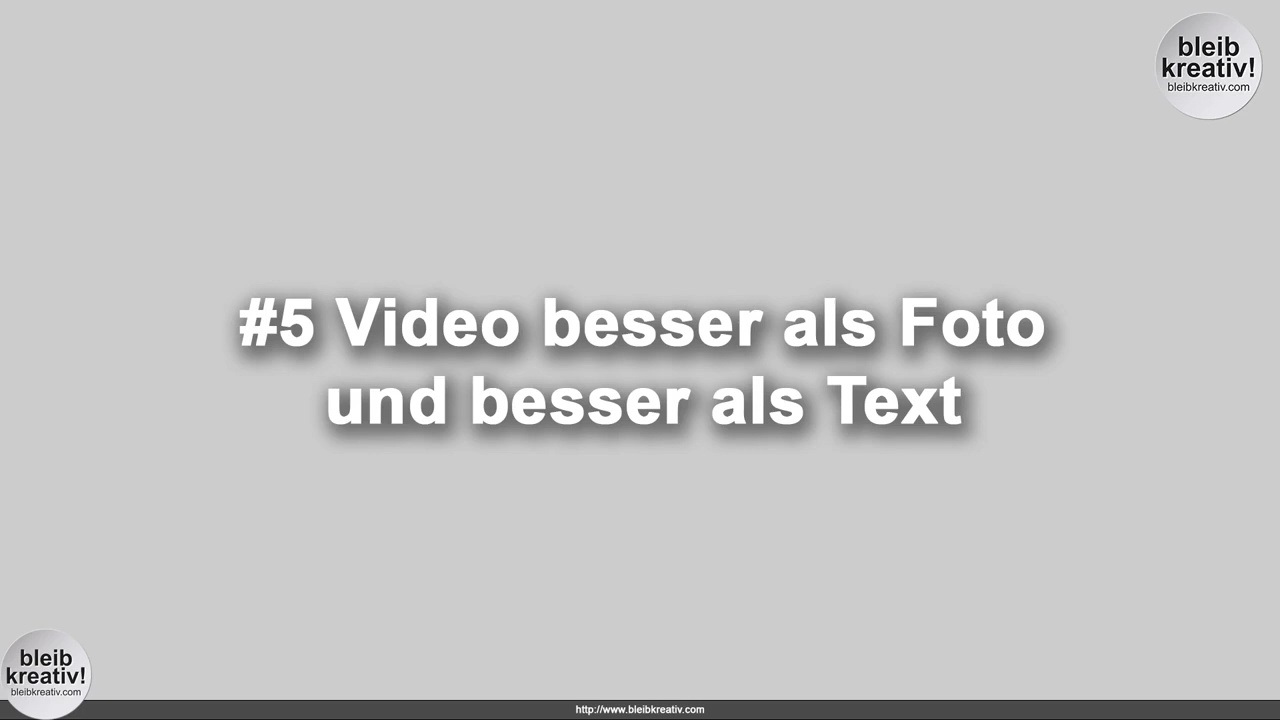 bleib
kreativ!
bleibkreativ.com
#5 Video besser als Foto
und besser als Text
bleib
kreativ!
bleibkreativ.com
http://www.bleibkreativ.com